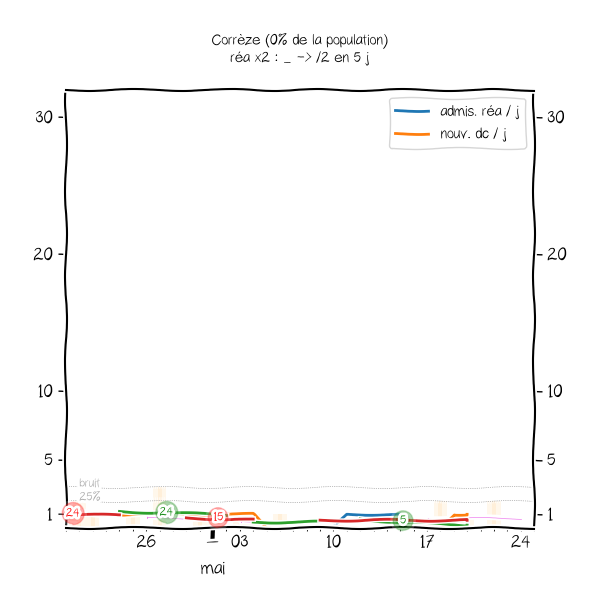 Corrèze (0% de la population)
réa x2 : _ -> /2 en 5 j
admis. réa / j
nouv. dc / j
30 30
20 20
10 10
5 5
bruit
25%
1 24 24 15 5 1
26 1 03 10 17 24
mai